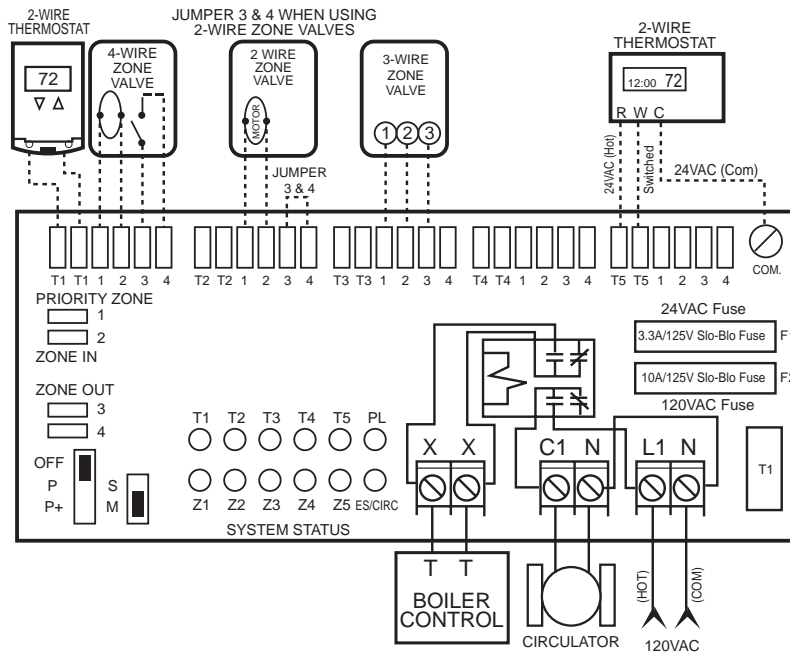 2-WIRE
THERMOSTAT
72
4-WIRE
ZONE
VALVE
JUMPER 3 & 4 WHEN USING
2-WIRE ZONE VALVES
2 WIRE
ZONE
VALVE
MOTOR
JUMPER
3 & 4
3-WIRE
ZONE
VALVE
1 2 3
2-WIRE
THERMOSTAT
12:00 72
R W C
24VAC (Hot)
Switched
24VAC (Com)
T1 T1 1 2 3 4
T2 T2 1 2 3 4
T3 T3 1 2 3 4
T4 T4 1 2 3 4
T5 T5 1 2 3 4
COM.
PRIORITY ZONE
1
2
ZONE IN
ZONE OUT
3
4
OFF
P
P+
S
M
T1 T2 T3 T4 T5 PL
Z1 Z2 Z3 Z4 Z5 ES/CIRC
SYSTEM STATUS
24VAC Fuse
3.3A/125V Slo-Blo Fuse
10A/125V Slo-Blo Fuse
120VAC Fuse
X X
C1 N
L1 N
T1
T T
BOILER
CONTROL
CIRCULATOR
(HOT)
(COM)
120VAC